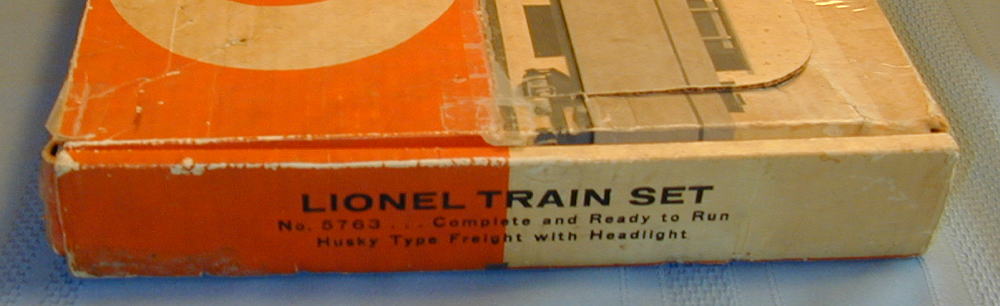 LIONEL TRAIN SET
No. 5763 . . . Complete and Ready to Run
Husky Type Freight with Headlight